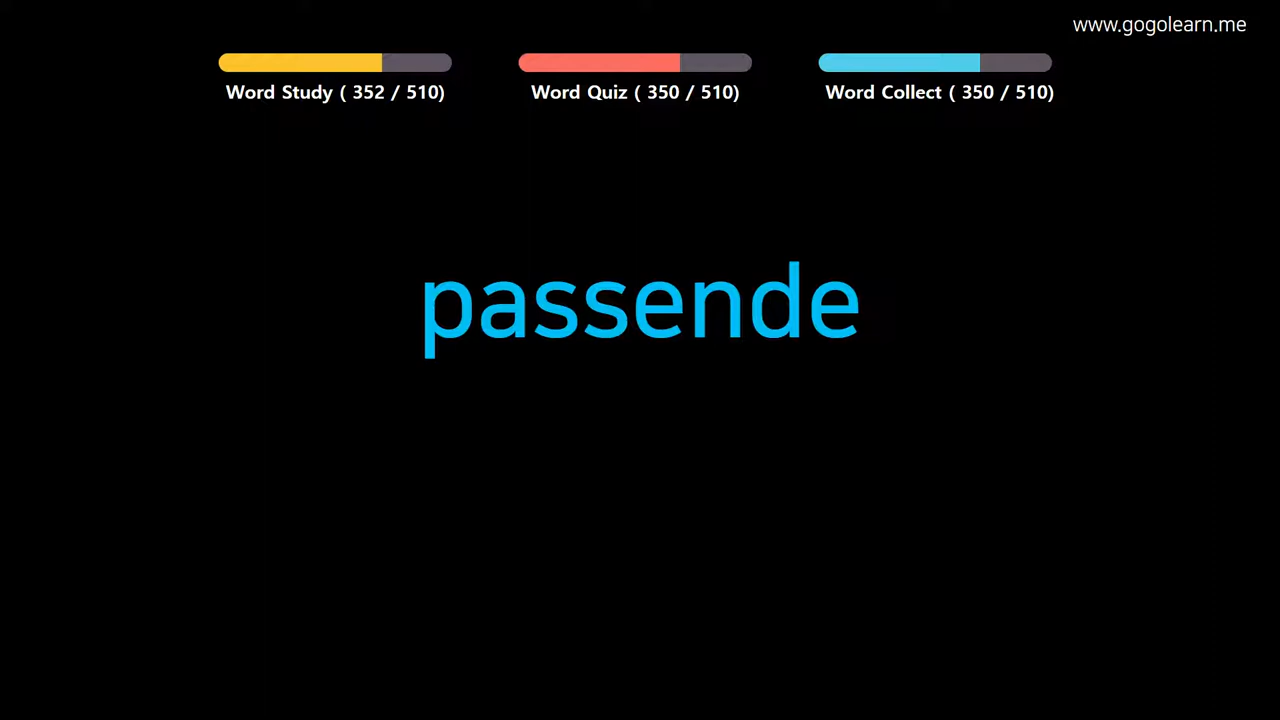 www.gogolearn.me
Word Study ( 352 / 510)
Word Quiz ( 350 / 510)
Word Collect ( 350 / 510)
passende